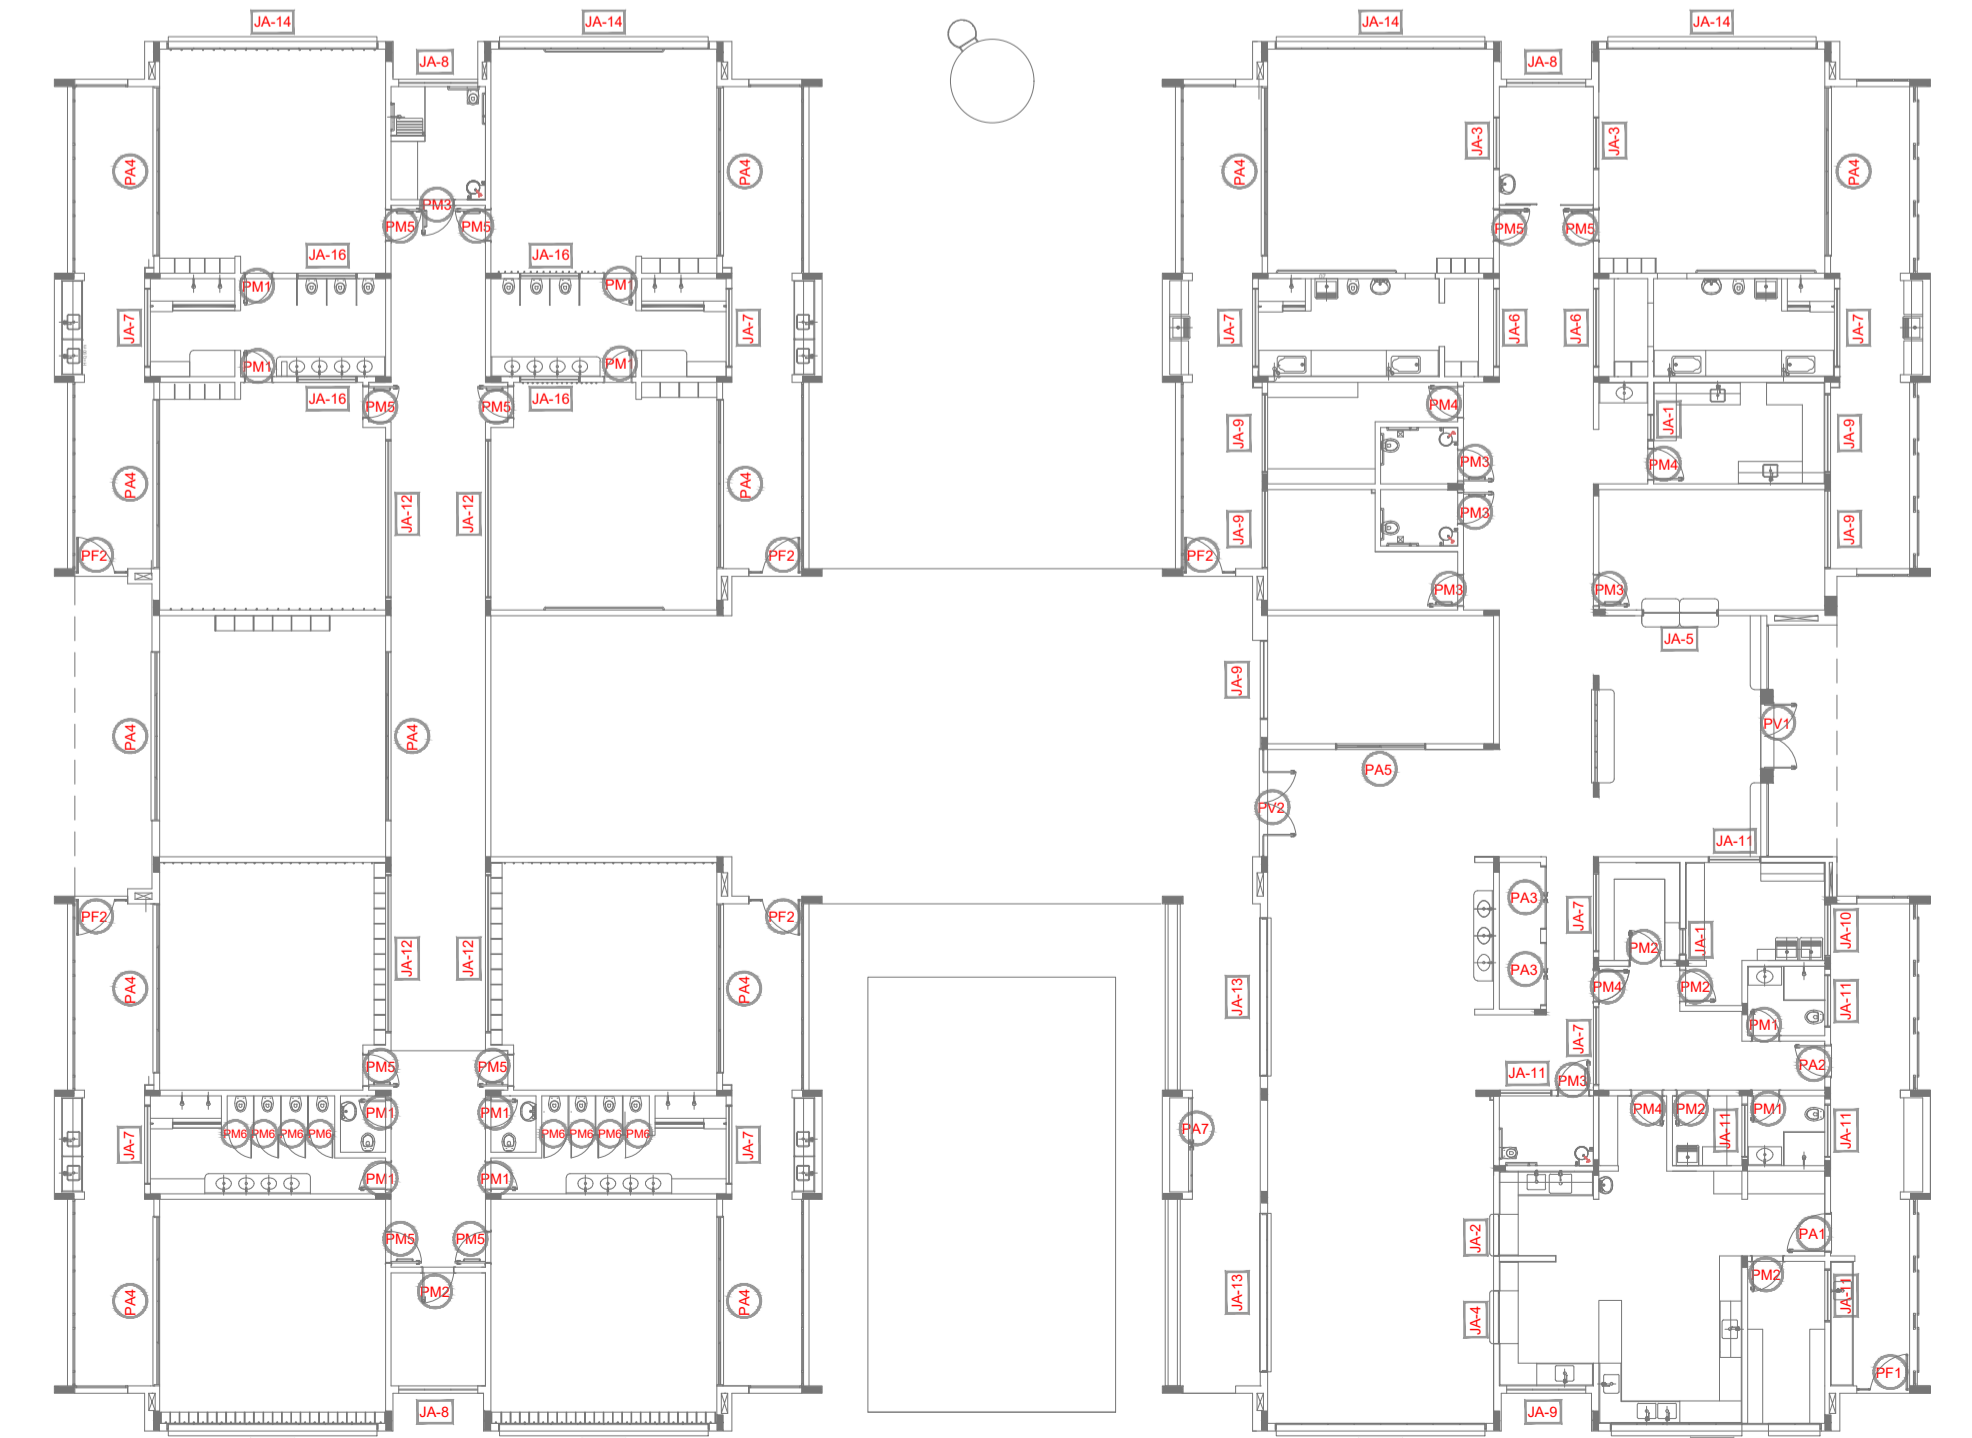 JA-14 JA-14 JA-14 JA-14
JA-8 JA-8
JA-3 JA-3
PA4 PA4 PA4 PA4
PM3
PM5 PM5 PM5 PM5
JA-16 JA-16
PM1 PM1
JA-7 JA-7 JA-7 JA-6 JA-6 JA-7
PM1 PM1
JA-16 JA-16
PM5 PM5 PM4
JA-1
JA-9 JA-9
PM3 PM4
PA4 PA4
JA-12 JA-12 PM3
JA-9 JA-9
PF2 PF2 PF2
PM3 PM3
JA-5
JA-9
PA4 PA4 PV1
PA5
PV2
JA-11
PA3
PF2 PF2 JA-7
JA-10
PM2 JA-1
JA-12 JA-12
PA3
PA4 PA4 JA-13 PM4 PM2
JA-11
PM1
JA-7
PM5 PM5 PA2
JA-11 PM3
PM1 PM1 PM4 PM2 PM1
PM6 PM6 PM6 PM6 PM6 PM6 PM6 PM6 PA7 JA-11 JA-11
JA-7 JA-7
PM1 PM1
PM5 PM5 JA-2 PA1
PM2
PM2 JA-13 JA-11
PA4 PA4
JA-4
PF1
JA-8 JA-9